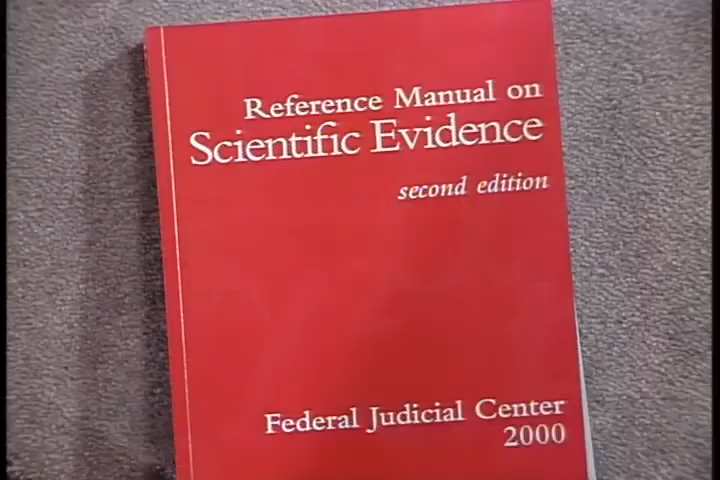 Reference Manual on
Scientific Evidence
second edition
Federal Judicial Center
2000